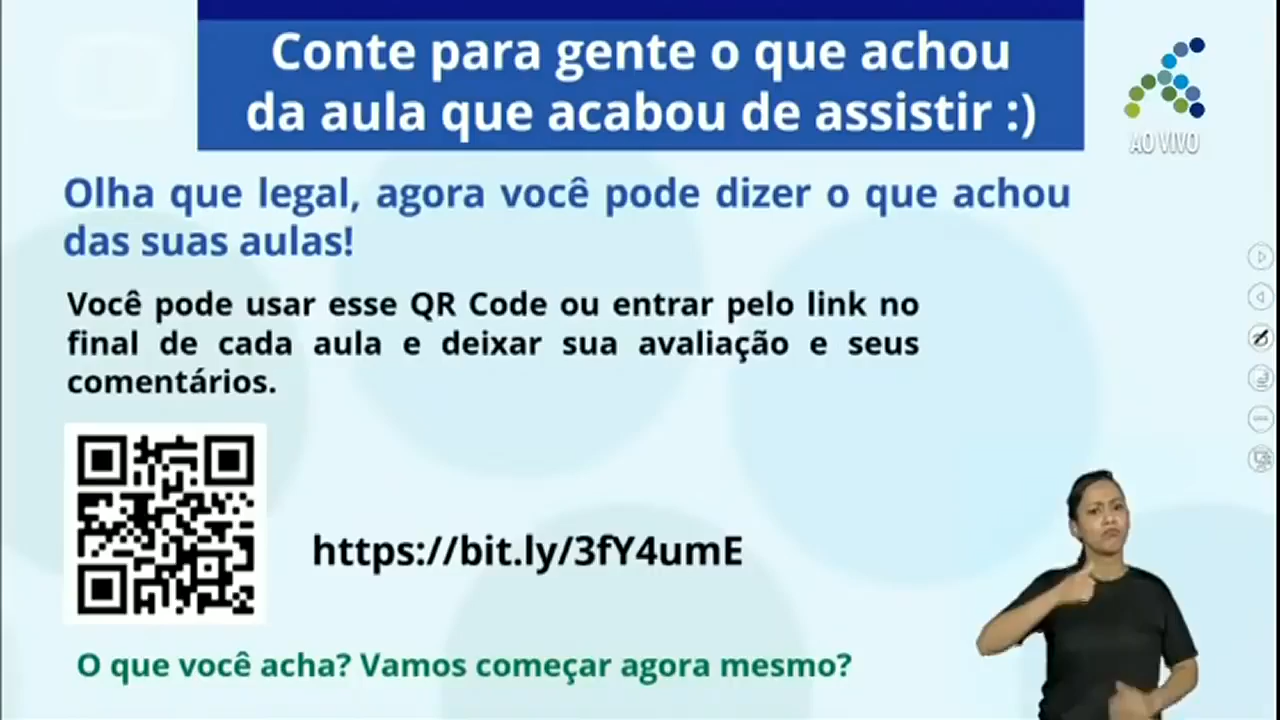 Conte para gente o que achou
da aula que acabou de assistir :)
AO VIVO
Olha que legal, agora você pode dizer o que achou
das suas aulas!
Você pode usar esse QR Code ou entrar pelo link no
final de cada aula e deixar sua avaliação e seus
comentários.
https://bit.ly/3fY4umE
O que você acha? Vamos começar agora mesmo?